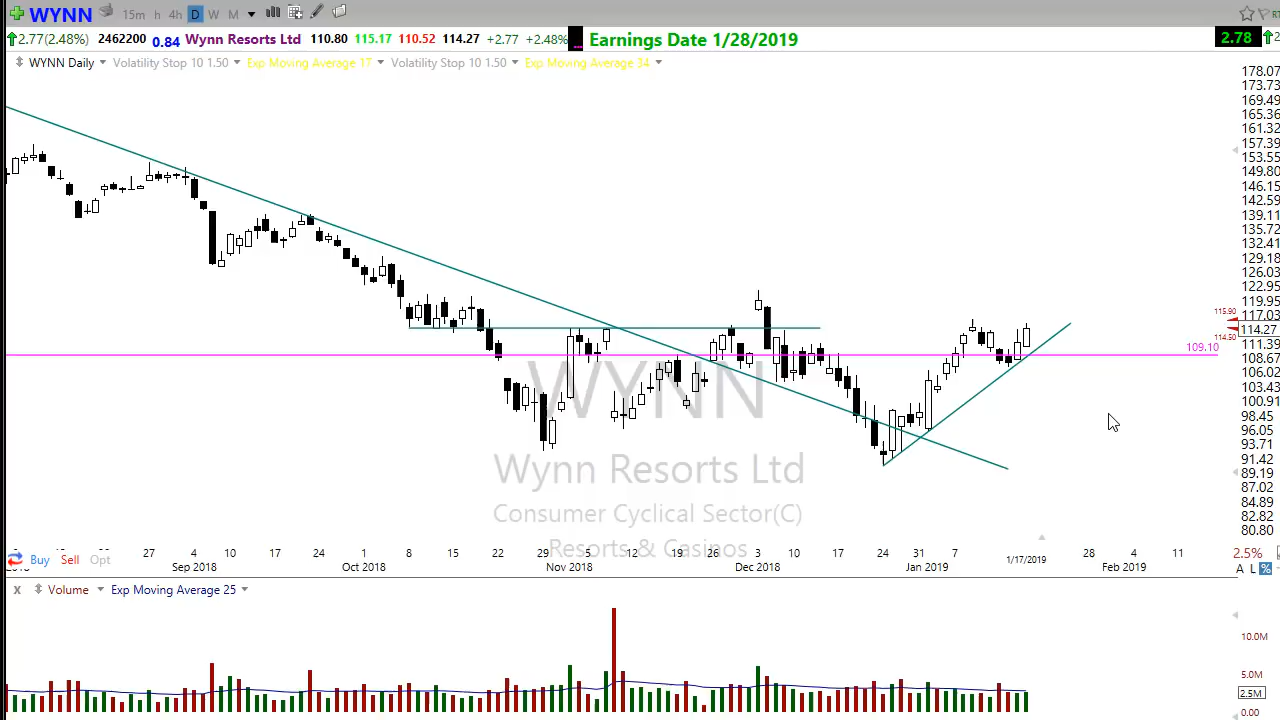 WYNN 15m h 4h D W M
2.77(2.48%) 2462200 0.84 Wynn Resorts Ltd 110.80 115.17 110.52 114.27 +2.77 +2.48% Earnings Date 1/28/2019 2.78
WYNN Daily Volatility Stop 10 1.50 Exp Moving Average 17 Volatility Stop 10 1.50 Exp Moving Average 34
178.07
173.73
169.49
165.36
161.32
157.39
153.55
149.80
146.15
142.59
139.11
135.72
132.41
129.18
126.03
122.95
119.95
115.90
117.03
114.27
114.50
111.39
109.10
108.67
106.02
103.43
100.91
98.45
96.05
93.71
91.42
89.19
87.02
84.89
82.82
80.80
WYNN
Wynn Resorts Ltd
Consumer Cyclical Sector(C)
Resorts & Casinos
Buy Sell Opt
27 4 10 17 24 1 8 15 22 29 5 12 19 26 3 10 17 24 31 7 28 4 11 2.5%
Sep 2018 Oct 2018 Nov 2018 Dec 2018 Jan 2019 1/17/2019 Feb 2019 A L %
X Volume Exp Moving Average 25
10.0M
5.0M
2.5M
0.00